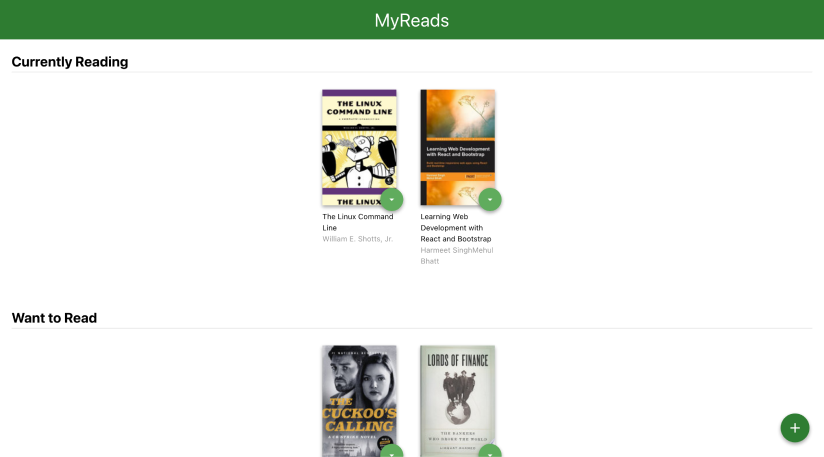 MyReads
Currently Reading
THE LINUX
COMMAND LINE
THE LINUX
Learning Web Development
with React and Bootstrap
The Linux Command
Line
William E. Shotts, Jr.
Learning Web
Development with
React and Bootstrap
Harmeet SinghMehul
Bhatt
Want to Read
THE
CUCKOO'S
CALLING
LORDS OF FINANCE
THE BANKERS
WHO BROKE THE WORLD